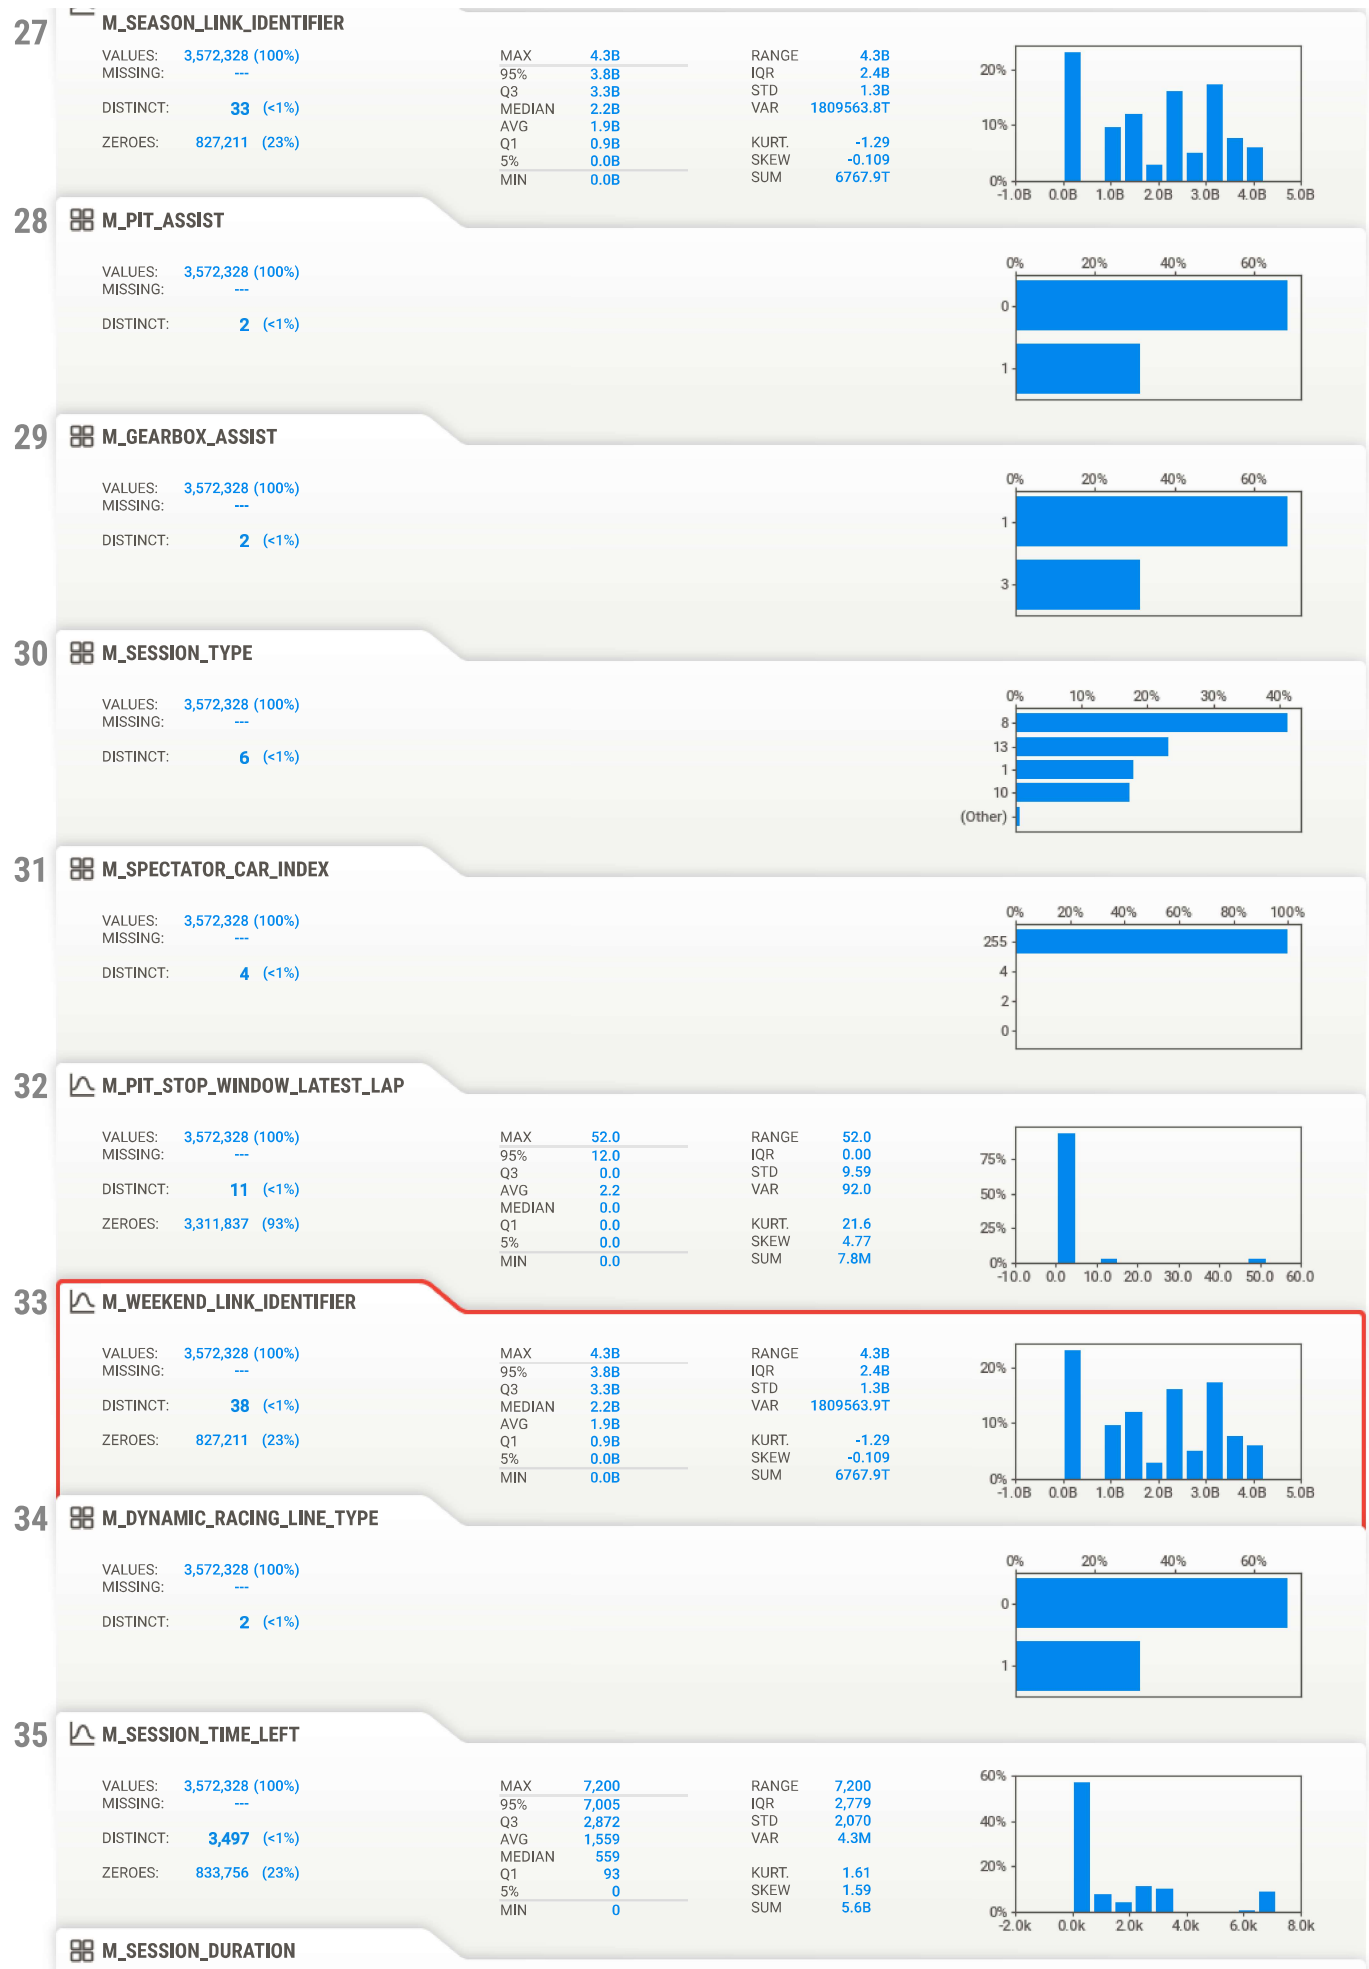 27
M_SEASON_LINK_IDENTIFIER
VALUES: 3,572,328 (100%)
MISSING: ---
DISTINCT: 33 (<1%)
ZEROES: 827,211 (23%)
MAX 4.3B
95% 3.8B
Q3 3.3B
MEDIAN 2.2B
AVG 1.9B
Q1 0.9B
5% 0.0B
MIN 0.0B
RANGE 4.3B
IQR 2.4B
STD 1.3B
VAR 1809563.8T
KURT. -1.29
SKEW -0.109
SUM 6767.9T
20%
10%
0%
-1.0B 0.0B 1.0B 2.0B 3.0B 4.0B 5.0B
28
M_PIT_ASSIST
VALUES: 3,572,328 (100%)
MISSING: ---
DISTINCT: 2 (<1%)
0% 20% 40% 60%
0
1
29
M_GEARBOX_ASSIST
VALUES: 3,572,328 (100%)
MISSING: ---
DISTINCT: 2 (<1%)
0% 20% 40% 60%
1
3
30
M_SESSION_TYPE
VALUES: 3,572,328 (100%)
MISSING: ---
DISTINCT: 6 (<1%)
0% 10% 20% 30% 40%
8
13
1
10
(Other)
31
M_SPECTATOR_CAR_INDEX
VALUES: 3,572,328 (100%)
MISSING: ---
DISTINCT: 4 (<1%)
0% 20% 40% 60% 80% 100%
255
4
2
0
32
M_PIT_STOP_WINDOW_LATEST_LAP
VALUES: 3,572,328 (100%)
MISSING: ---
DISTINCT: 11 (<1%)
ZEROES: 3,311,837 (93%)
MAX 52.0
95% 12.0
Q3 0.0
AVG 2.2
MEDIAN 0.0
Q1 0.0
5% 0.0
MIN 0.0
RANGE 52.0
IQR 0.00
STD 9.59
VAR 92.0
KURT. 21.6
SKEW 4.77
SUM 7.8M
75%
50%
25%
0%
-10.0 0.0 10.0 20.0 30.0 40.0 50.0 60.0
33
M_WEEKEND_LINK_IDENTIFIER
VALUES: 3,572,328 (100%)
MISSING: ---
DISTINCT: 38 (<1%)
ZEROES: 827,211 (23%)
MAX 4.3B
95% 3.8B
Q3 3.3B
MEDIAN 2.2B
AVG 1.9B
Q1 0.9B
5% 0.0B
MIN 0.0B
RANGE 4.3B
IQR 2.4B
STD 1.3B
VAR 1809563.9T
KURT. -1.29
SKEW -0.109
SUM 6767.9T
20%
10%
0%
-1.0B 0.0B 1.0B 2.0B 3.0B 4.0B 5.0B
34
M_DYNAMIC_RACING_LINE_TYPE
VALUES: 3,572,328 (100%)
MISSING: ---
DISTINCT: 2 (<1%)
0% 20% 40% 60%
0
1
35
M_SESSION_TIME_LEFT
VALUES: 3,572,328 (100%)
MISSING: ---
DISTINCT: 3,497 (<1%)
ZEROES: 833,756 (23%)
MAX 7,200
95% 7,005
Q3 2,872
AVG 1,559
MEDIAN 559
Q1 93
5% 0
MIN 0
RANGE 7,200
IQR 2,779
STD 2,070
VAR 4.3M
KURT. 1.61
SKEW 1.59
SUM 5.6B
60%
40%
20%
0%
-2.0k 0.0k 2.0k 4.0k 6.0k 8.0k
M_SESSION_DURATION